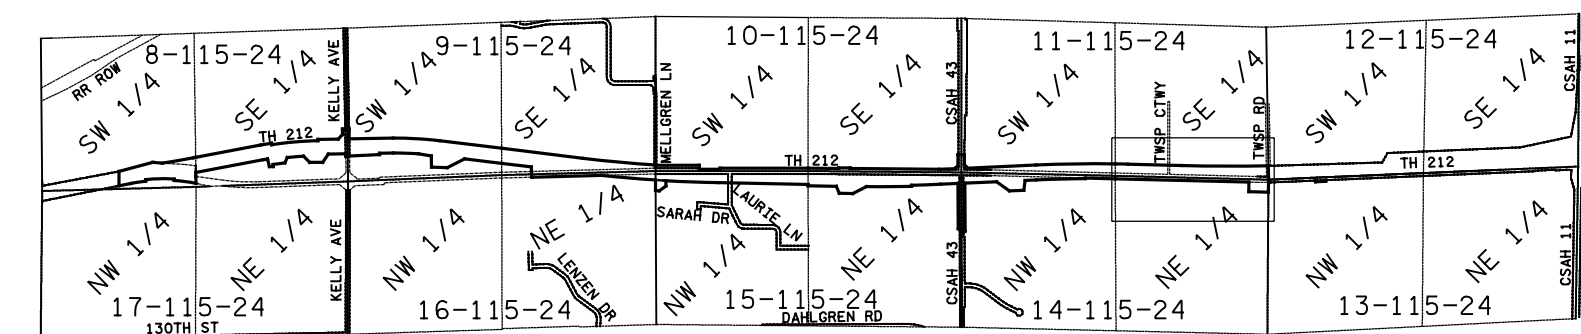 8-115-24
9-115-24
10-115-24
11-115-24
12-115-24
RR ROW
SW 1/4
SE 1/4
KELLY AVE
SW 1/4
SE 1/4
MELLGREN LN
SW 1/4
SE 1/4
CSAH 43
SW 1/4
TWSP CTWY
SE 1/4
TWSP RD
SW 1/4
SE 1/4
CSAH 11
TH 212
TH 212
TH 212
NW 1/4
NE 1/4
KELLY AVE
NW 1/4
NE 1/4
LENZEN DR
SARAH DR
LAURIE LN
NW 1/4
NE 1/4
CSAH 43
NW 1/4
NE 1/4
NW 1/4
NE 1/4
CSAH 11
17-115-24
16-115-24
15-115-24
14-115-24
13-115-24
130TH ST
DAHLGREN RD